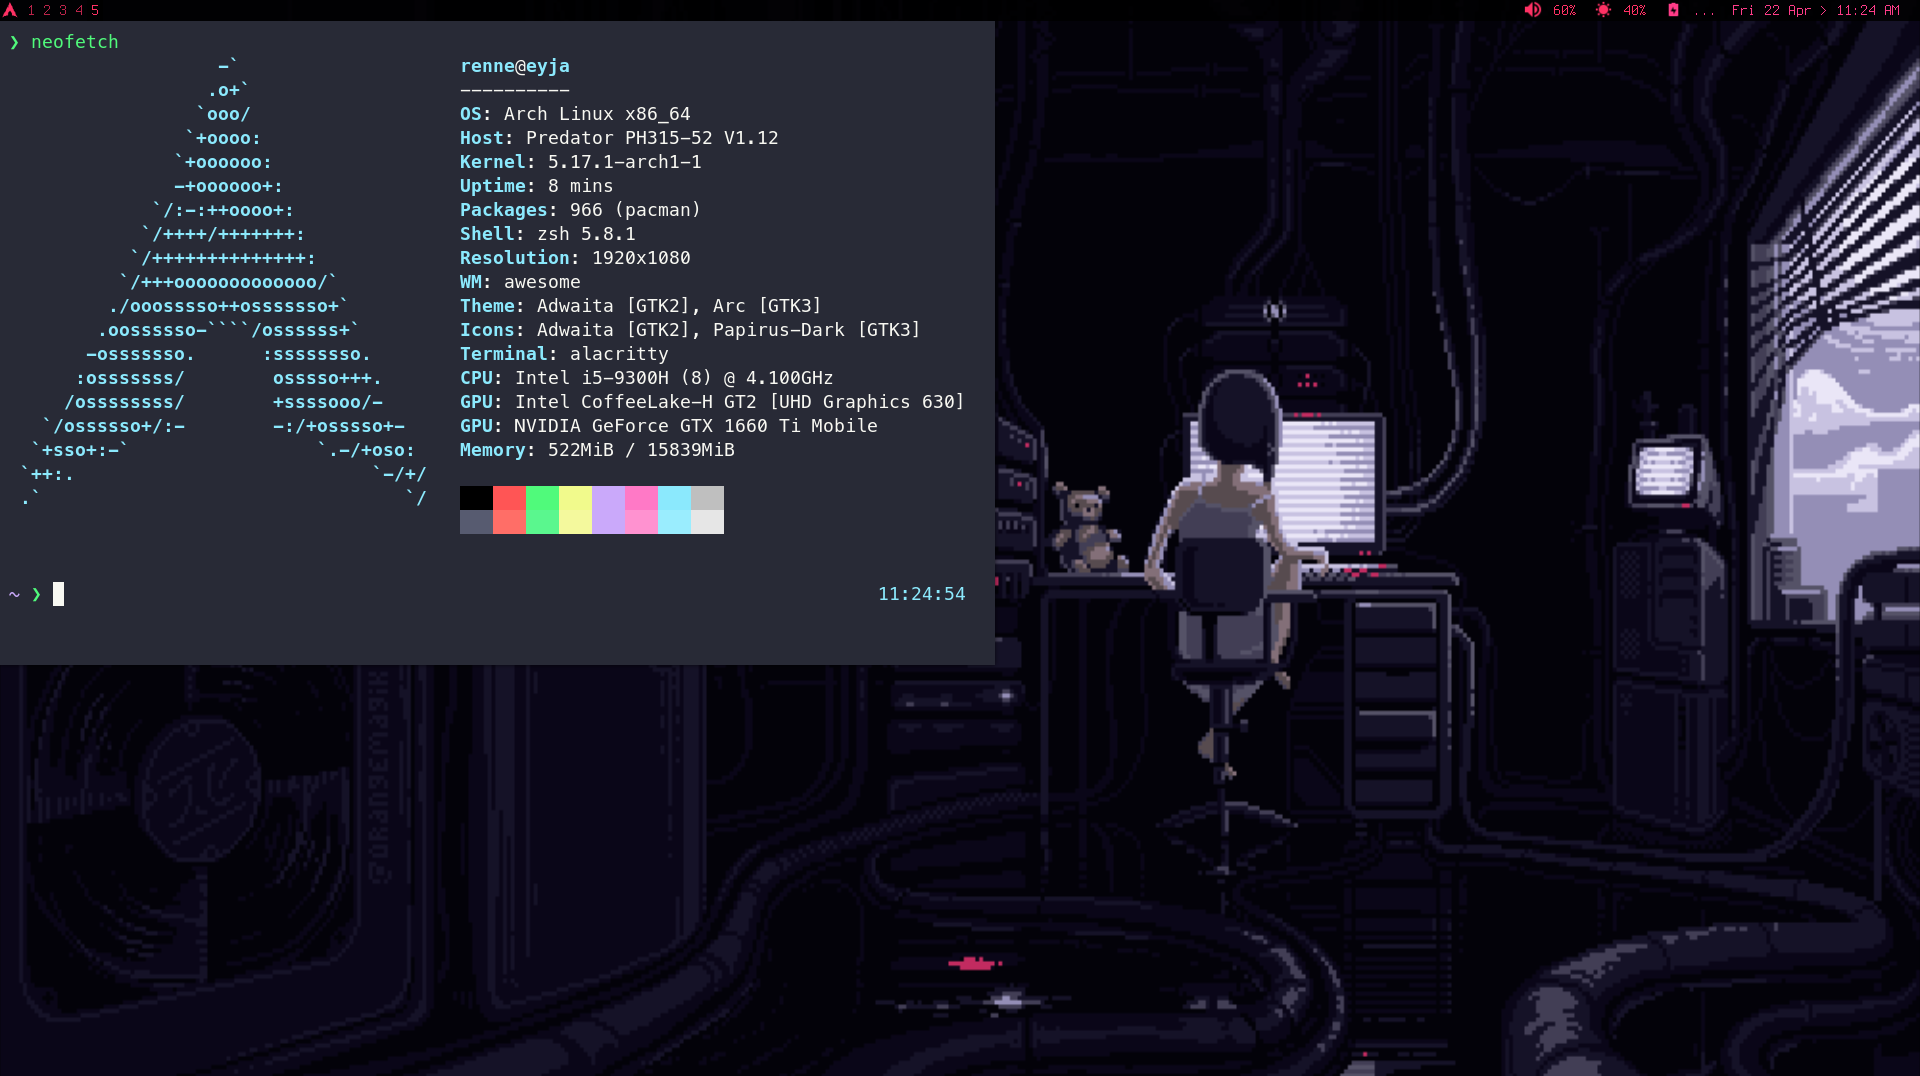 1 2 3 4 5
60% 40% ... Fri 22 Apr > 11:24 AM
❯ neofetch
-`
.o+`
`ooo/
`+oooo:
`+oooooo:
-+oooooo+:
`/:-:++oooo+:
`/++++/+++++++:
`/++++++++++++++:
`/+++ooooooooooooo/`
./ooosssso++osssssso+`
.oossssso-````/ossssss+`
-osssssso.      :ssssssso.
:osssssss/        osssso+++.
/ossssssss/        +ssssooo/-
`/ossssso+/:-        -:/+osssso+-
`+sso+:-`                 `.-/+oso:
`++:.                           `-/+/
.`                                 `/
renne@eyja
----------
OS: Arch Linux x86_64
Host: Predator PH315-52 V1.12
Kernel: 5.17.1-arch1-1
Uptime: 8 mins
Packages: 966 (pacman)
Shell: zsh 5.8.1
Resolution: 1920x1080
WM: awesome
Theme: Adwaita [GTK2], Arc [GTK3]
Icons: Adwaita [GTK2], Papirus-Dark [GTK3]
Terminal: alacritty
CPU: Intel i5-9300H (8) @ 4.100GHz
GPU: Intel CoffeeLake-H GT2 [UHD Graphics 630]
GPU: NVIDIA GeForce GTX 1660 Ti Mobile
Memory: 522MiB / 15839MiB
~ ❯
11:24:54